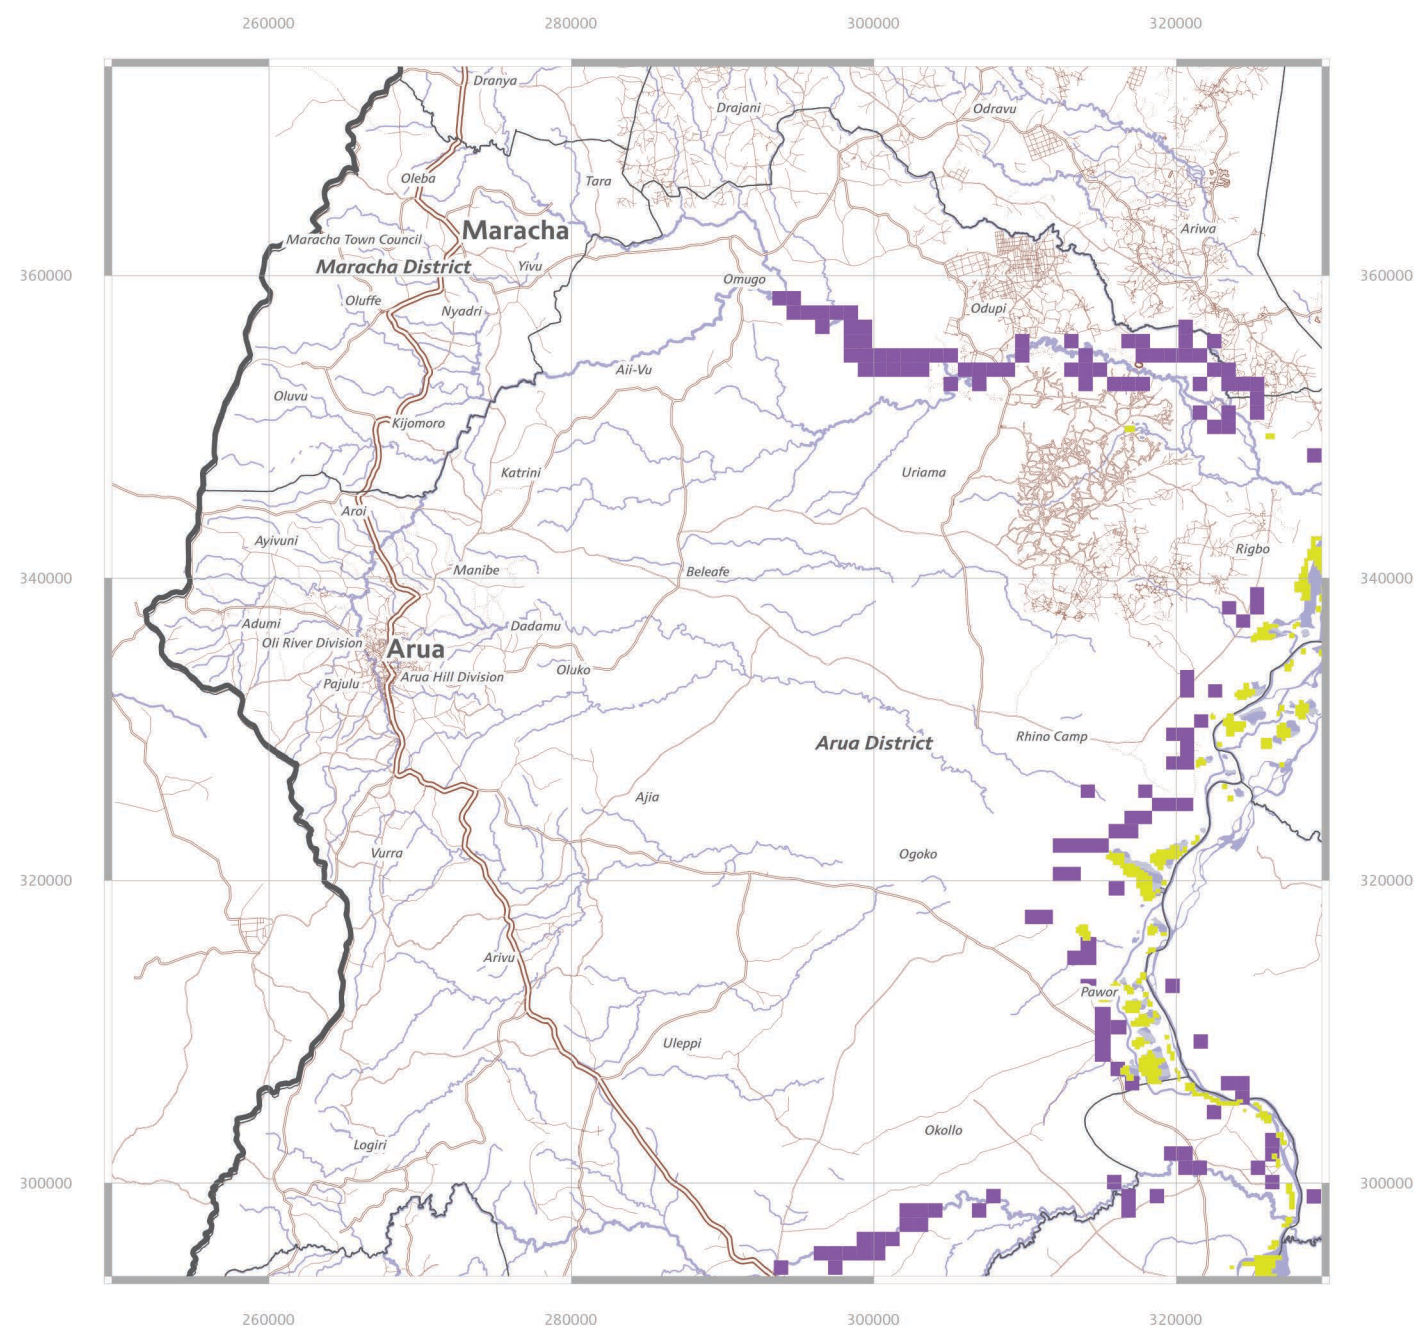 260000 280000 300000 320000
Dranya
Drajani
Odravu
Oleba
Tara
Maracha
Ariwa
Maracha Town Council
Maracha District
Yivu
360000 360000
Omugo
Oluffe
Nyadri
Odupi
Aii-Vu
Oluvu
Kijomoro
Katrini
Uriama
Aroi
Ayivuni
Rigbo
Manibe
Beleafe
340000 340000
Adumi
Dadamu
Oli River Division
Arua
Oluko
Pajulu
Arua Hill Division
Rhino Camp
Arua District
Ajia
Vurra
Ogoko
320000 320000
Arivu
Pawor
Uleppi
Okollo
Logiri
300000 300000
260000 280000 300000 320000